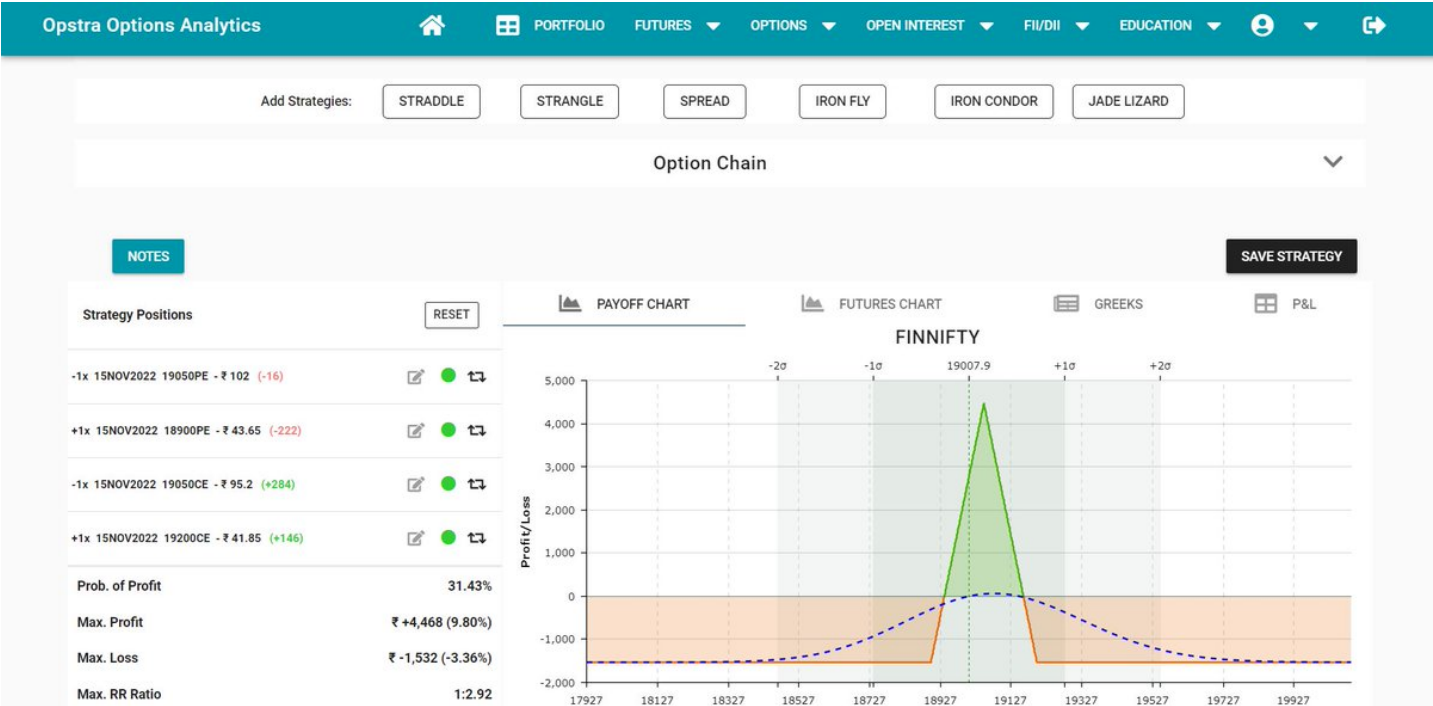 Opstra Options Analytics PORTFOLIO FUTURES OPTIONS OPEN INTEREST FII/DII EDUCATION
Add Strategies: STRADDLE STRANGLE SPREAD IRON FLY IRON CONDOR JADE LIZARD
Option Chain
NOTES SAVE STRATEGY
Strategy Positions RESET
-1x 15NOV2022 19050PE - ₹ 102 (-16)
+1x 15NOV2022 18900PE - ₹ 43.65 (-222)
-1x 15NOV2022 19050CE - ₹ 95.2 (+284)
+1x 15NOV2022 19200CE - ₹ 41.85 (+146)
Prob. of Profit 31.43%
Max. Profit ₹ +4,468 (9.80%)
Max. Loss ₹ -1,532 (-3.36%)
Max. RR Ratio 1:2.92
PAYOFF CHART FUTURES CHART GREEKS P&L
FINNIFTY
-2σ -1σ 19007.9 +1σ +2σ
Profit/Loss
5,000
4,000
3,000
2,000
1,000
0
-1,000
-2,000
17927 18127 18327 18527 18727 18927 19127 19327 19527 19727 19927